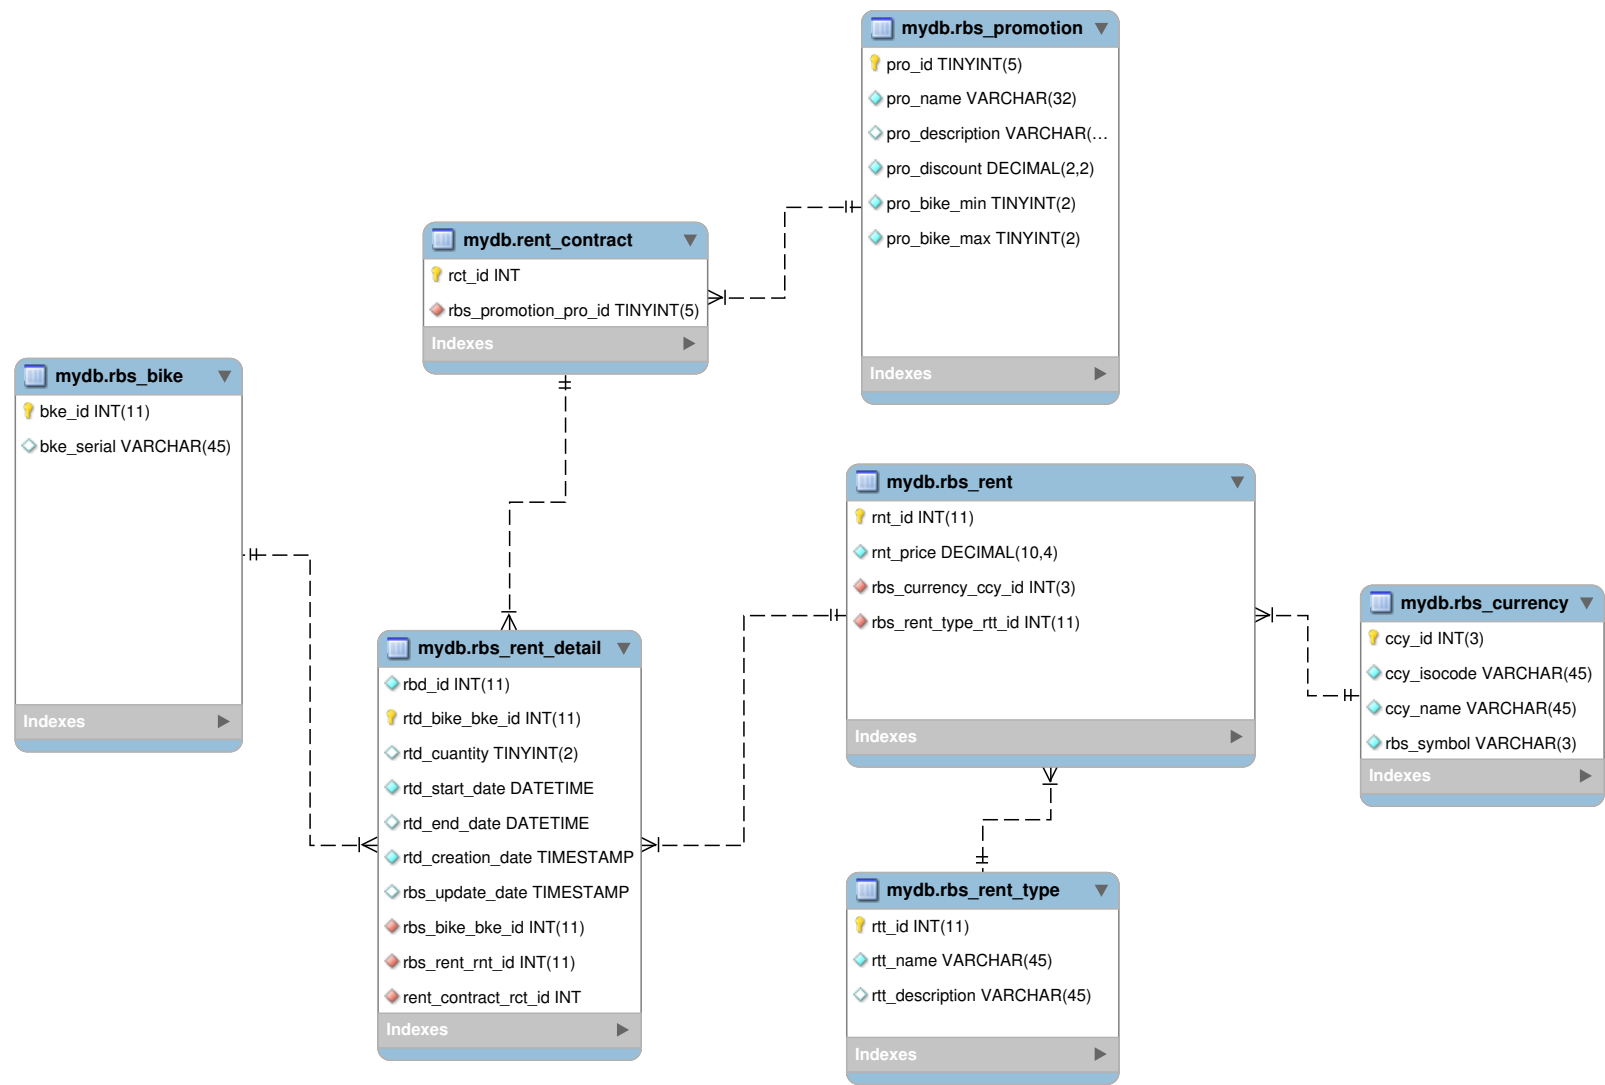 mydb.rbs_promotion
pro_id TINYINT(5)
pro_name VARCHAR(32)
pro_description VARCHAR(...
pro_discount DECIMAL(2,2)
pro_bike_min TINYINT(2)
pro_bike_max TINYINT(2)
Indexes
mydb.rent_contract
rct_id INT
rbs_promotion_pro_id TINYINT(5)
Indexes
mydb.rbs_bike
bke_id INT(11)
bke_serial VARCHAR(45)
Indexes
mydb.rbs_rent
rnt_id INT(11)
rnt_price DECIMAL(10,4)
rbs_currency_ccy_id INT(3)
rbs_rent_type_rtt_id INT(11)
Indexes
mydb.rbs_currency
ccy_id INT(3)
ccy_isocode VARCHAR(45)
ccy_name VARCHAR(45)
rbs_symbol VARCHAR(3)
Indexes
mydb.rbs_rent_detail
rbd_id INT(11)
rtd_bike_bke_id INT(11)
rtd_cuantity TINYINT(2)
rtd_start_date DATETIME
rtd_end_date DATETIME
rtd_creation_date TIMESTAMP
rbs_update_date TIMESTAMP
rbs_bike_bke_id INT(11)
rbs_rent_rnt_id INT(11)
rent_contract_rct_id INT
Indexes
mydb.rbs_rent_type
rtt_id INT(11)
rtt_name VARCHAR(45)
rtt_description VARCHAR(45)
Indexes